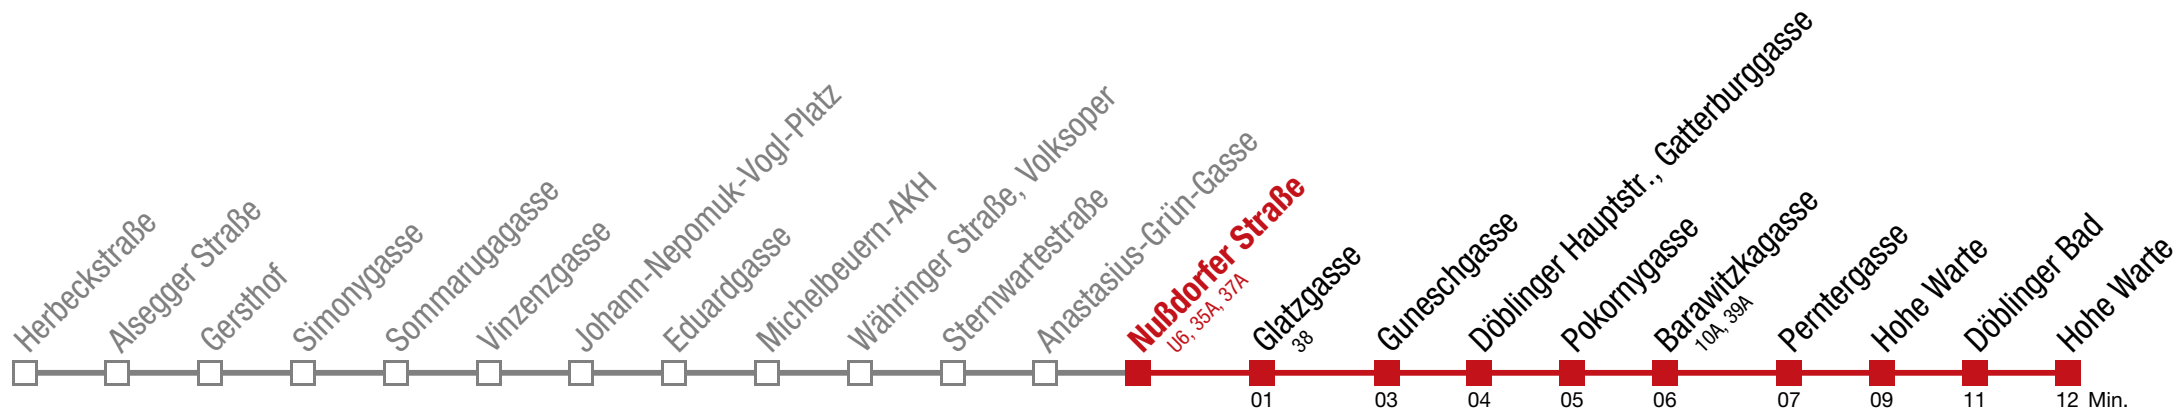 Herbeckstraße
Alsegger Straße
Gersthof
Simonygasse
Sommarugagasse
Vinzenzgasse
Johann-Nepomuk-Vogl-Platz
Eduardgasse
Michelbeuern-AKH
Währinger Straße, Volksoper
Sternwartestraße
Anastasius-Grün-Gasse
Nußdorfer Straße
U6, 35A, 37A
Glatzgasse
38
Guneschgasse
Döblinger Hauptstr., Gatterburggasse
Pokornygasse
Barawitzkagasse
10A, 39A
Perntergasse
Hohe Warte
Döblinger Bad
Hohe Warte
01 03 04 05 06 07 09 11 12 Min.